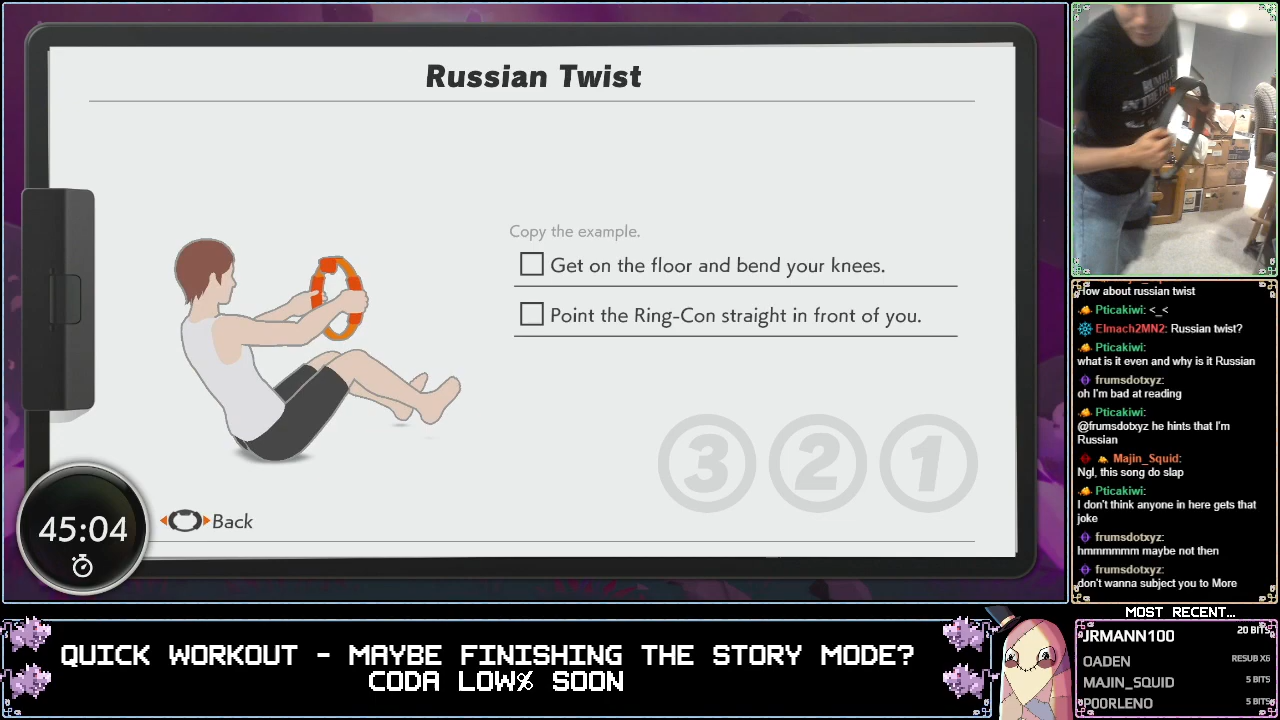 Russian Twist
Copy the example.
Get on the floor and bend your knees.
Point the Ring-Con straight in front of you.
3 2 1
45:04
Back
How about russian twist
Pticakiwi: <_<
Elmach2MN2: Russian twist?
Pticakiwi:
what is it even and why is it Russian
frumsdotxyz:
oh I'm bad at reading
Pticakiwi:
@frumsdotxyz he hints that I'm
Russian
Majin_Squid:
Ngl, this song do slap
Pticakiwi:
I don't think anyone in here gets that
joke
frumsdotxyz:
hmmmmmm maybe not then
frumsdotxyz:
don't wanna subject you to More
QUICK WORKOUT - MAYBE FINISHING THE STORY MODE?
CODA LOW% SOON
MOST RECENT...
JRMANN100 20 BITS
OADEN RESUB X6
MAJIN_SQUID 5 BITS
P00RLENO 5 BITS